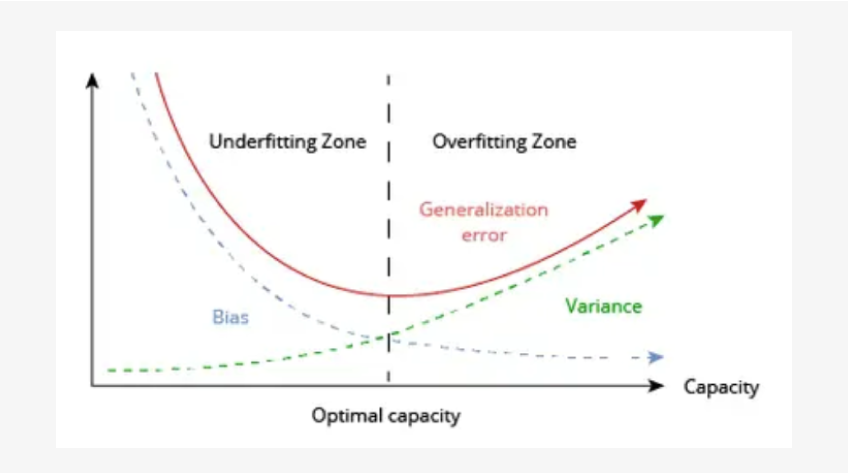 Underfitting Zone
Overfitting Zone
Generalization
error
Bias
Variance
Capacity
Optimal capacity